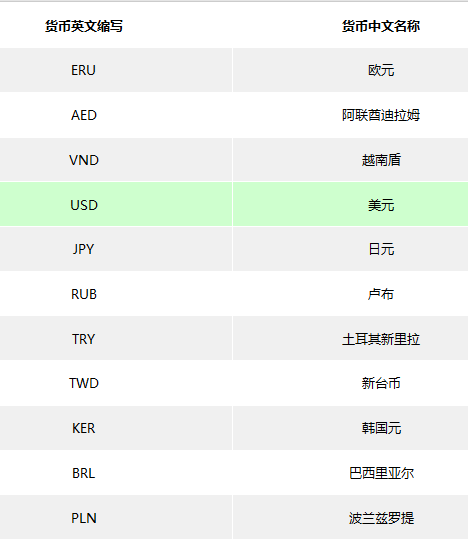 货币英文缩写 货币中文名称
ERU 欧元
AED 阿联酋迪拉姆
VND 越南盾
USD 美元
JPY 日元
RUB 卢布
TRY 土耳其新里拉
TWD 新台币
KER 韩国元
BRL 巴西里亚尔
PLN 波兰兹罗提